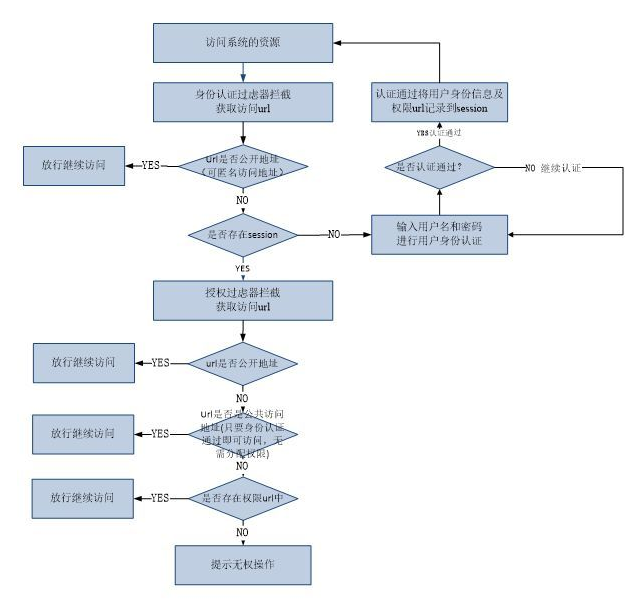 访问系统的资源
身份认证过虑器拦截
获取访问url
认证通过将用户身份信息及
权限url记录到session
YES认证通过
放行继续访问
YES
Url是否公开地址
（可匿名访问地址）
是否认证通过？
NO 继续认证
NO
是否存在session
NO
输入用户名和密码
进行用户身份认证
YES
授权过虑器拦截
获取访问url
放行继续访问
YES
url是否公开地址
NO
放行继续访问
YES
Url是否是公共访问
地址(只要身份认证
通过即可访问，无
需分配权限)
NO
放行继续访问
YES
是否存在权限url中
NO
提示无权操作